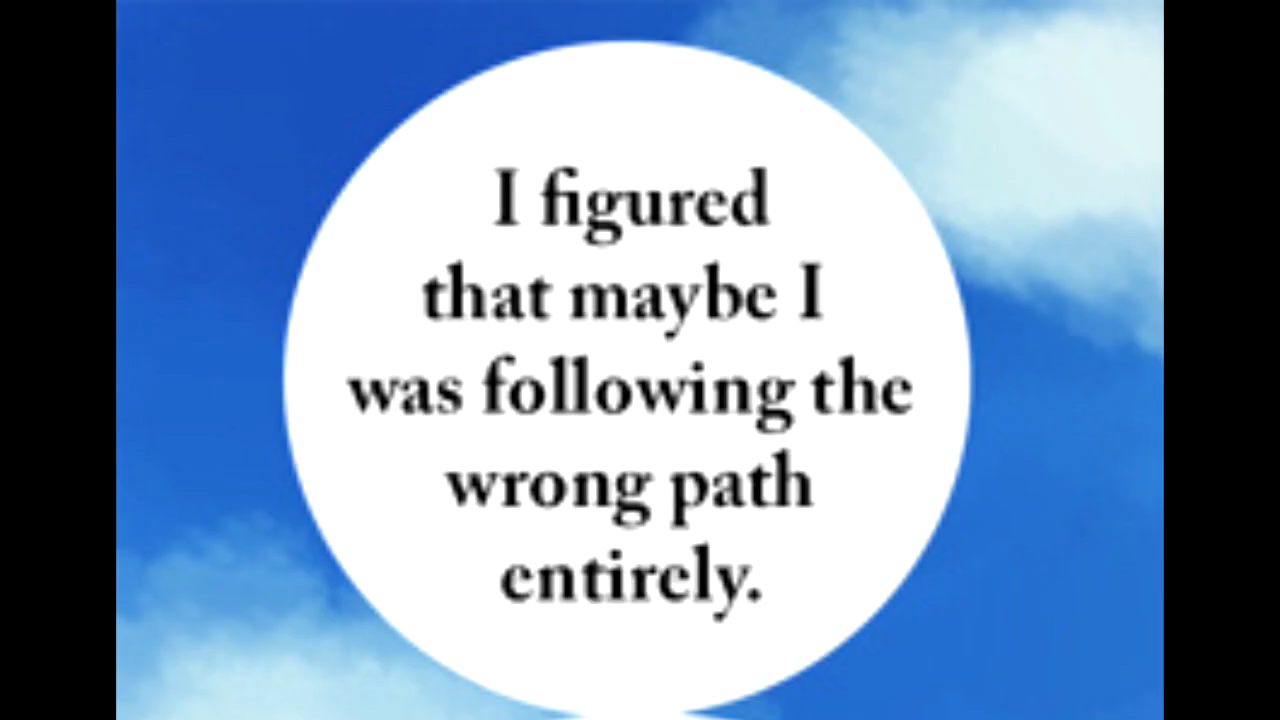 I figured
that maybe I
was following the
wrong path
entirely.